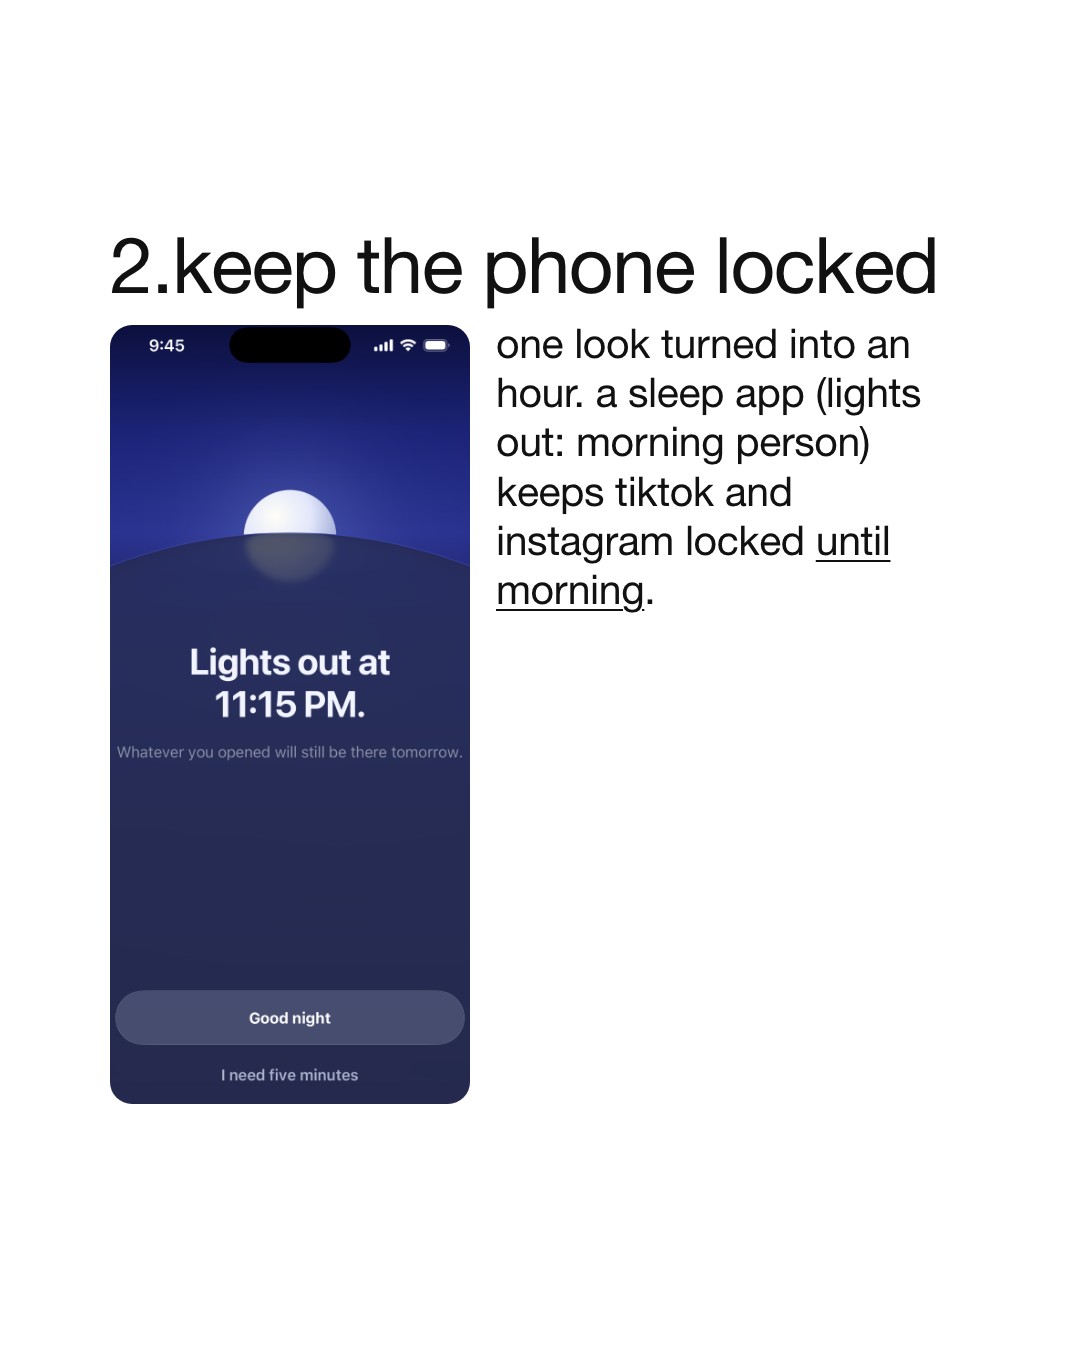 2.keep the phone locked
9:45
Lights out at
11:15 PM.
Whatever you opened will still be there tomorrow.
Good night
I need five minutes
one look turned into an
hour. a sleep app (lights
out: morning person)
keeps tiktok and
instagram locked until
morning.